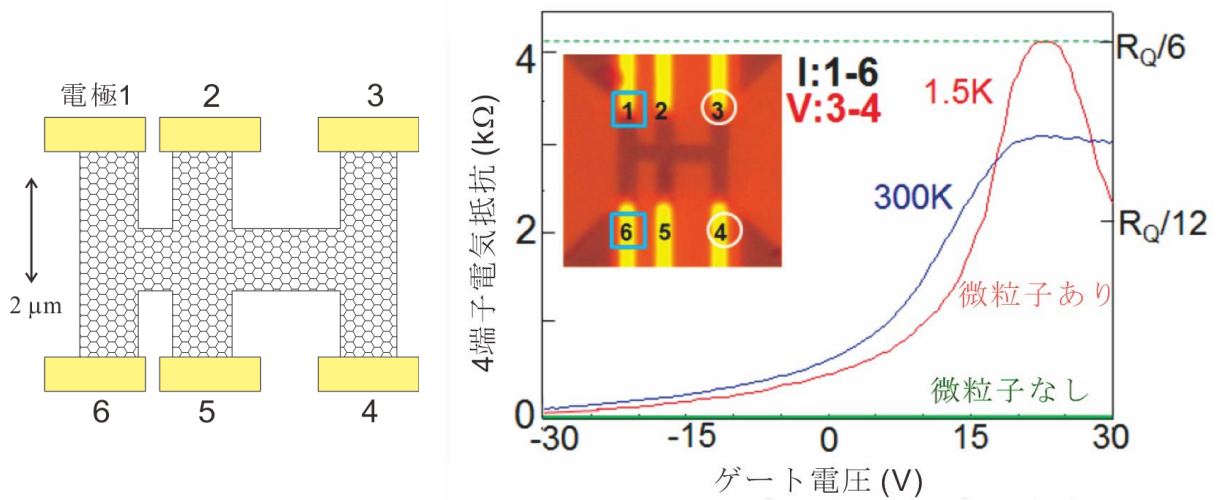 電極1 2 3
2 μm
6 5 4
4端子電気抵抗 (kΩ)
4
2
0
1 2 3
6 5 4
I:1-6
V:3-4
1.5K
300K
微粒子あり
微粒子なし
RQ/6
RQ/12
-30 -15 0 15 30
ゲート電圧 (V)